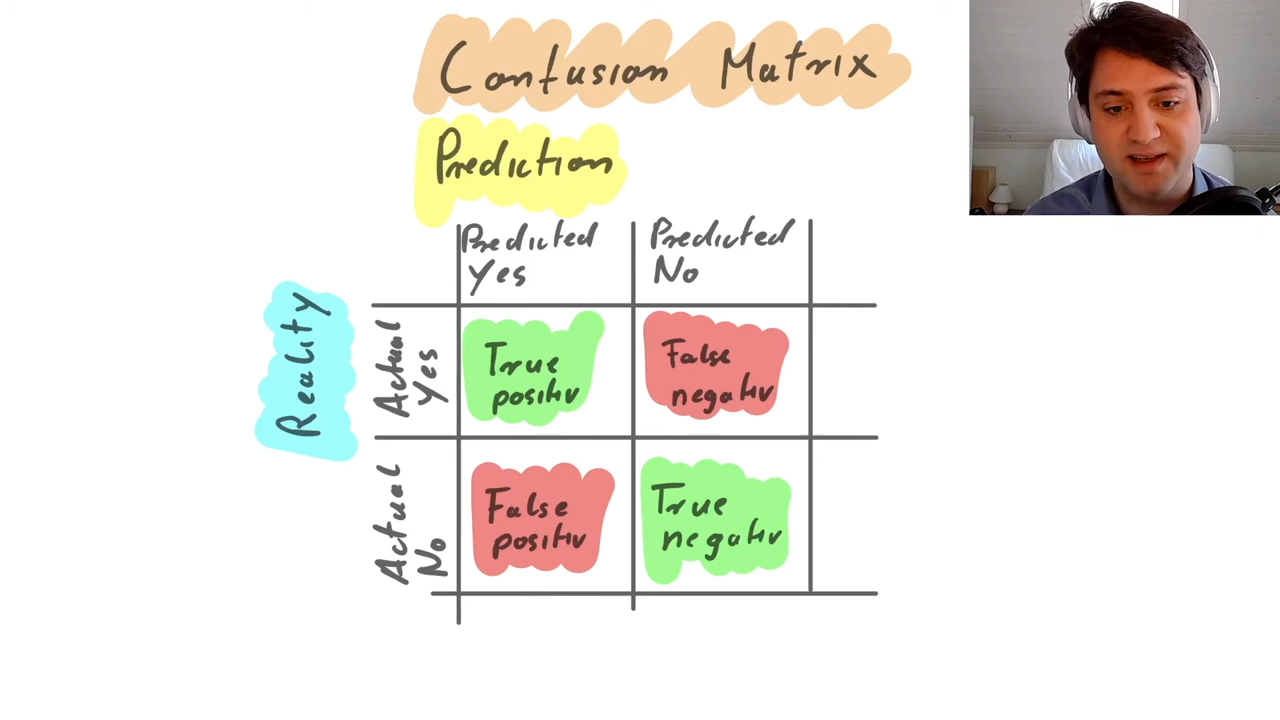 Confusion Matrix
Prediction
Predicted
Yes
Predicted
No
Reality
Actual
Yes
True
positiv
False
negativ
Actual
No
False
positiv
True
negativ